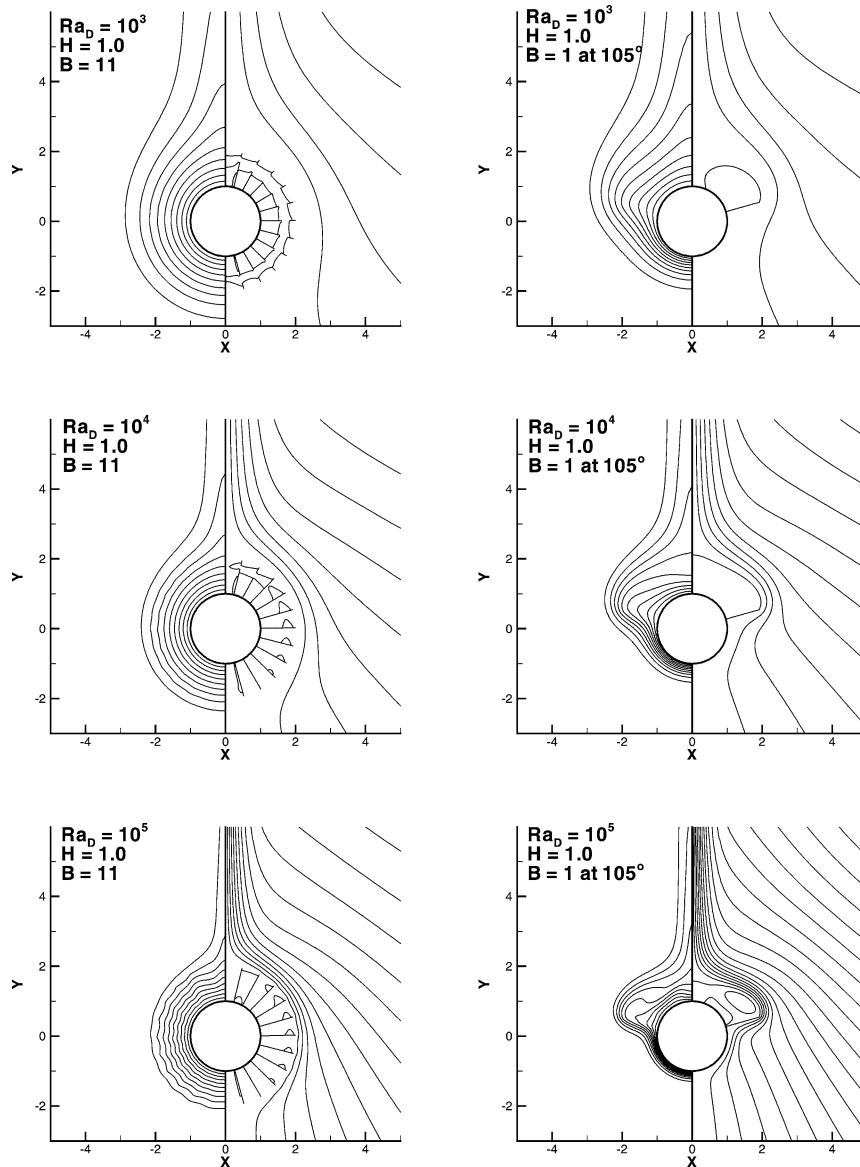 Ra_D = 10^3
H = 1.0
B = 11
Y
4
2
0
-2
-4 -2 0 2 4
X
Ra_D = 10^3
H = 1.0
B = 1 at 105°
Y
4
2
0
-2
-4 -2 0 2 4
X
Ra_D = 10^4
H = 1.0
B = 11
Y
4
2
0
-2
-4 -2 0 2 4
X
Ra_D = 10^4
H = 1.0
B = 1 at 105°
Y
4
2
0
-2
-4 -2 0 2 4
X
Ra_D = 10^5
H = 1.0
B = 11
Y
4
2
0
-2
-4 -2 0 2 4
X
Ra_D = 10^5
H = 1.0
B = 1 at 105°
Y
4
2
0
-2
-4 -2 0 2 4
X